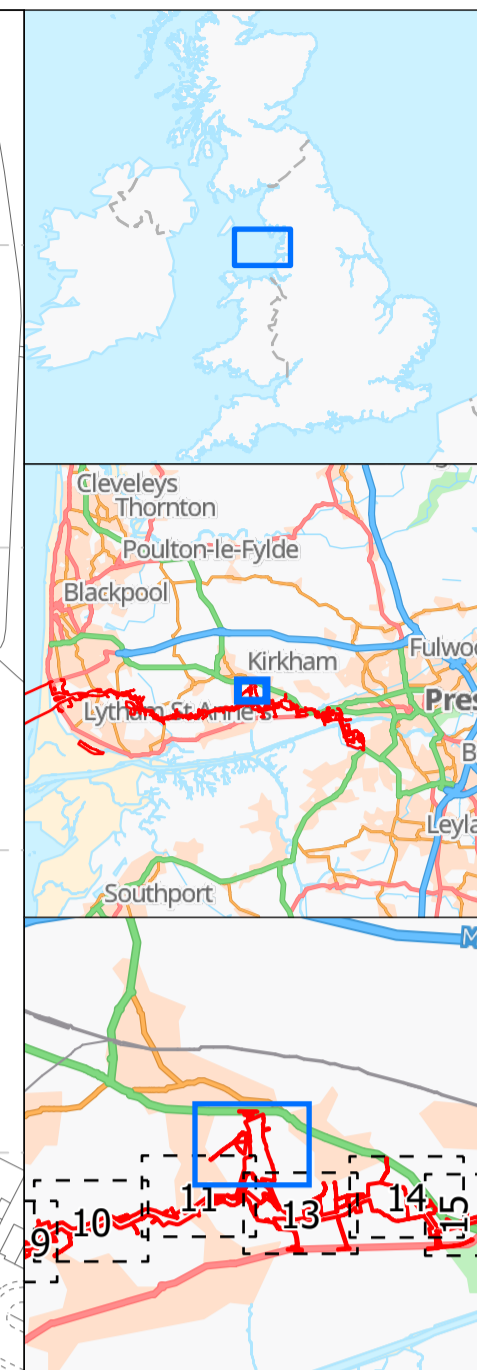 Cleveleys
Thornton
Poulton-le-Fylde
Blackpool
Kirkham
Fulwoo
Lytham St Anne's
Pres
B
Leyla
Southport
M
11
10
9
13
14
15